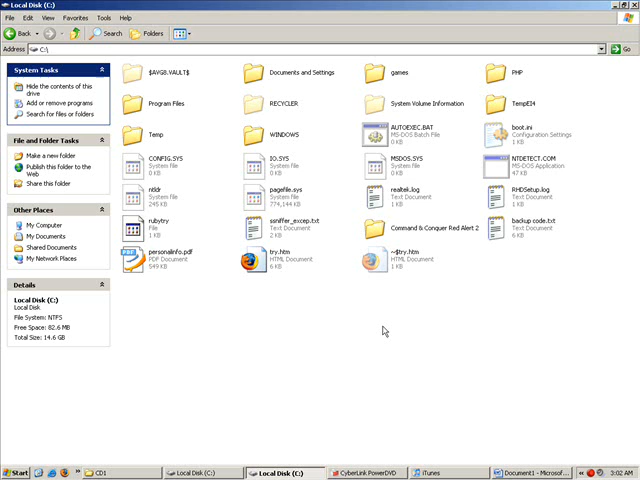 Local Disk (C:)
File Edit View Favorites Tools Help
Back Search Folders
Address C:\ Go
System Tasks
Hide the contents of this
drive
Add or remove programs
Search for files or folders
File and Folder Tasks
Make a new folder
Publish this folder to the
Web
Share this folder
Other Places
My Computer
My Documents
Shared Documents
My Network Places
Details
Local Disk (C:)
Local Disk
File System: NTFS
Free Space: 82.6 MB
Total Size: 14.6 GB
$AVG8.VAULT$
Documents and Settings
games
PHP
Program Files
RECYCLER
System Volume Information
TempEI4
Temp
WINDOWS
AUTOEXEC.BAT
MS-DOS Batch File
0 KB
boot.ini
Configuration Settings
1 KB
CONFIG.SYS
System file
0 KB
IO.SYS
System file
0 KB
MSDOS.SYS
System file
0 KB
NTDETECT.COM
MS-DOS Application
47 KB
ntldr
System file
245 KB
pagefile.sys
System file
774,144 KB
realtek.log
Text Document
1 KB
RHDSetup.log
Text Document
1 KB
rubytry
File
1 KB
ssniffer_excep.txt
Text Document
2 KB
Command & Conquer Red Alert 2
backup code.txt
Text Document
6 KB
personalinfo.pdf
PDF Document
549 KB
try.htm
HTML Document
6 KB
~$try.htm
HTML Document
1 KB
Start CD1 Local Disk (C:) Local Disk (C:) CyberLink PowerDVD iTunes Document1 - Microsof... 3:02 AM